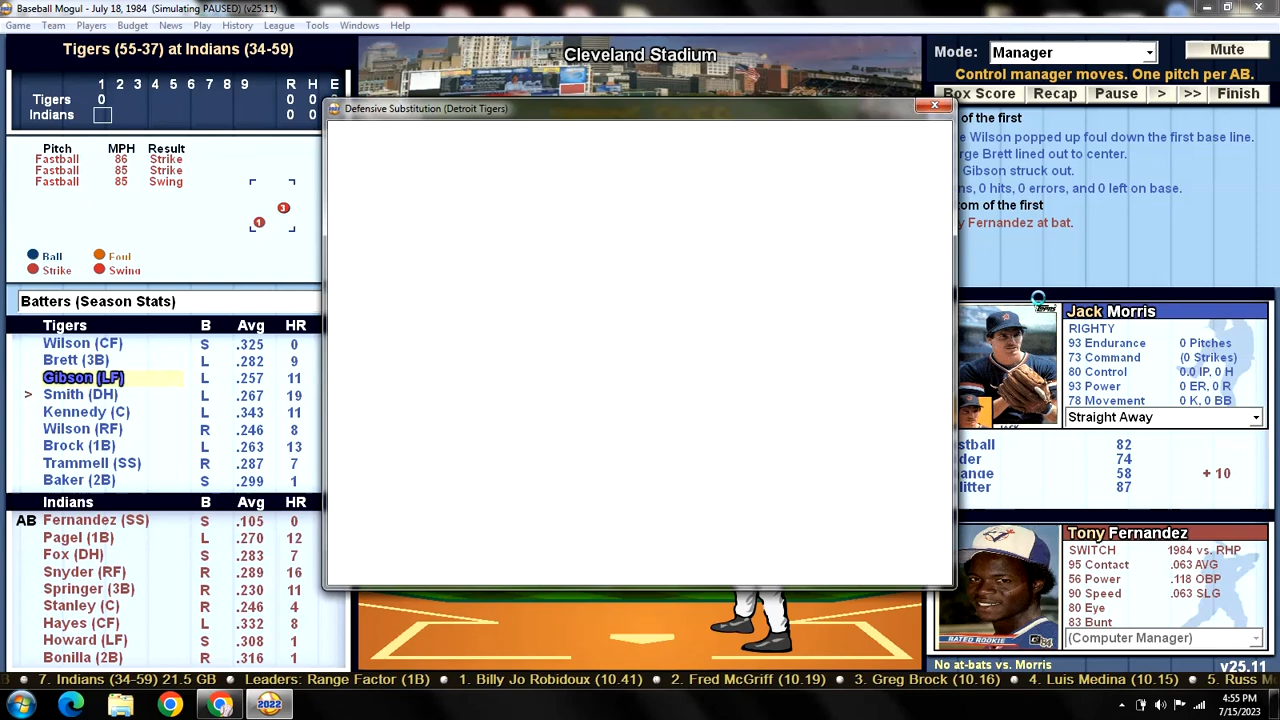 Baseball Mogul - July 18, 1984 (Simulating PAUSED) (v25.11)
Game Team Players Budget News Play History League Tools Windows Help
Tigers (55-37) at Indians (34-59)
1 2 3 4 5 6 7 8 9 R H E
Tigers 0 0 0 0
Indians 0 0 0
Pitch MPH Result
Fastball 86 Strike
Fastball 85 Strike
Fastball 85 Swing
3
1
Ball Foul
Strike Swing
Batters (Season Stats)
Tigers B Avg HR
Wilson (CF) S .325 0
Brett (3B) L .282 9
Gibson (LF) L .257 11
> Smith (DH) L .267 19
Kennedy (C) L .343 11
Wilson (RF) R .246 8
Brock (1B) L .263 13
Trammell (SS) R .287 7
Baker (2B) S .299 1
Indians B Avg HR
AB Fernandez (SS) S .105 0
Pagel (1B) L .270 12
Fox (DH) S .283 7
Snyder (RF) R .289 16
Springer (3B) R .230 11
Stanley (C) R .246 4
Hayes (CF) L .332 8
Howard (LF) S .308 1
Bonilla (2B) R .316 1
Cleveland Stadium
Defensive Substitution (Detroit Tigers)
Mode: Manager Mute
Control manager moves. One pitch per AB.
Box Score Recap Pause > >> Finish
of the first
Wilson popped up foul down the first base line.
rge Brett lined out to center.
Gibson struck out.
ns, 0 hits, 0 errors, and 0 left on base.
tom of the first
y Fernandez at bat.
Topps
JACK
Jack Morris
RIGHTY
93 Endurance 0 Pitches
73 Command (0 Strikes)
80 Control 0.0 IP, 0 H
93 Power 0 ER, 0 R
78 Movement 0 K, 0 BB
Straight Away
stball 82
der 74
ange 58 + 10
litter 87
RATED ROOKIE
84
Tony Fernandez
SWITCH 1984 vs. RHP
95 Contact .063 AVG
56 Power .118 OBP
90 Speed .063 SLG
80 Eye
83 Bunt
(Computer Manager)
No at-bats vs. Morris v25.11
B 7. Indians (34-59) 21.5 GB Leaders: Range Factor (1B) 1. Billy Jo Robidoux (10.41) 2. Fred McGriff (10.19) 3. Greg Brock (10.16) 4. Luis Medina (10.15) 5. Russ M
2022
4:55 PM
7/15/2023